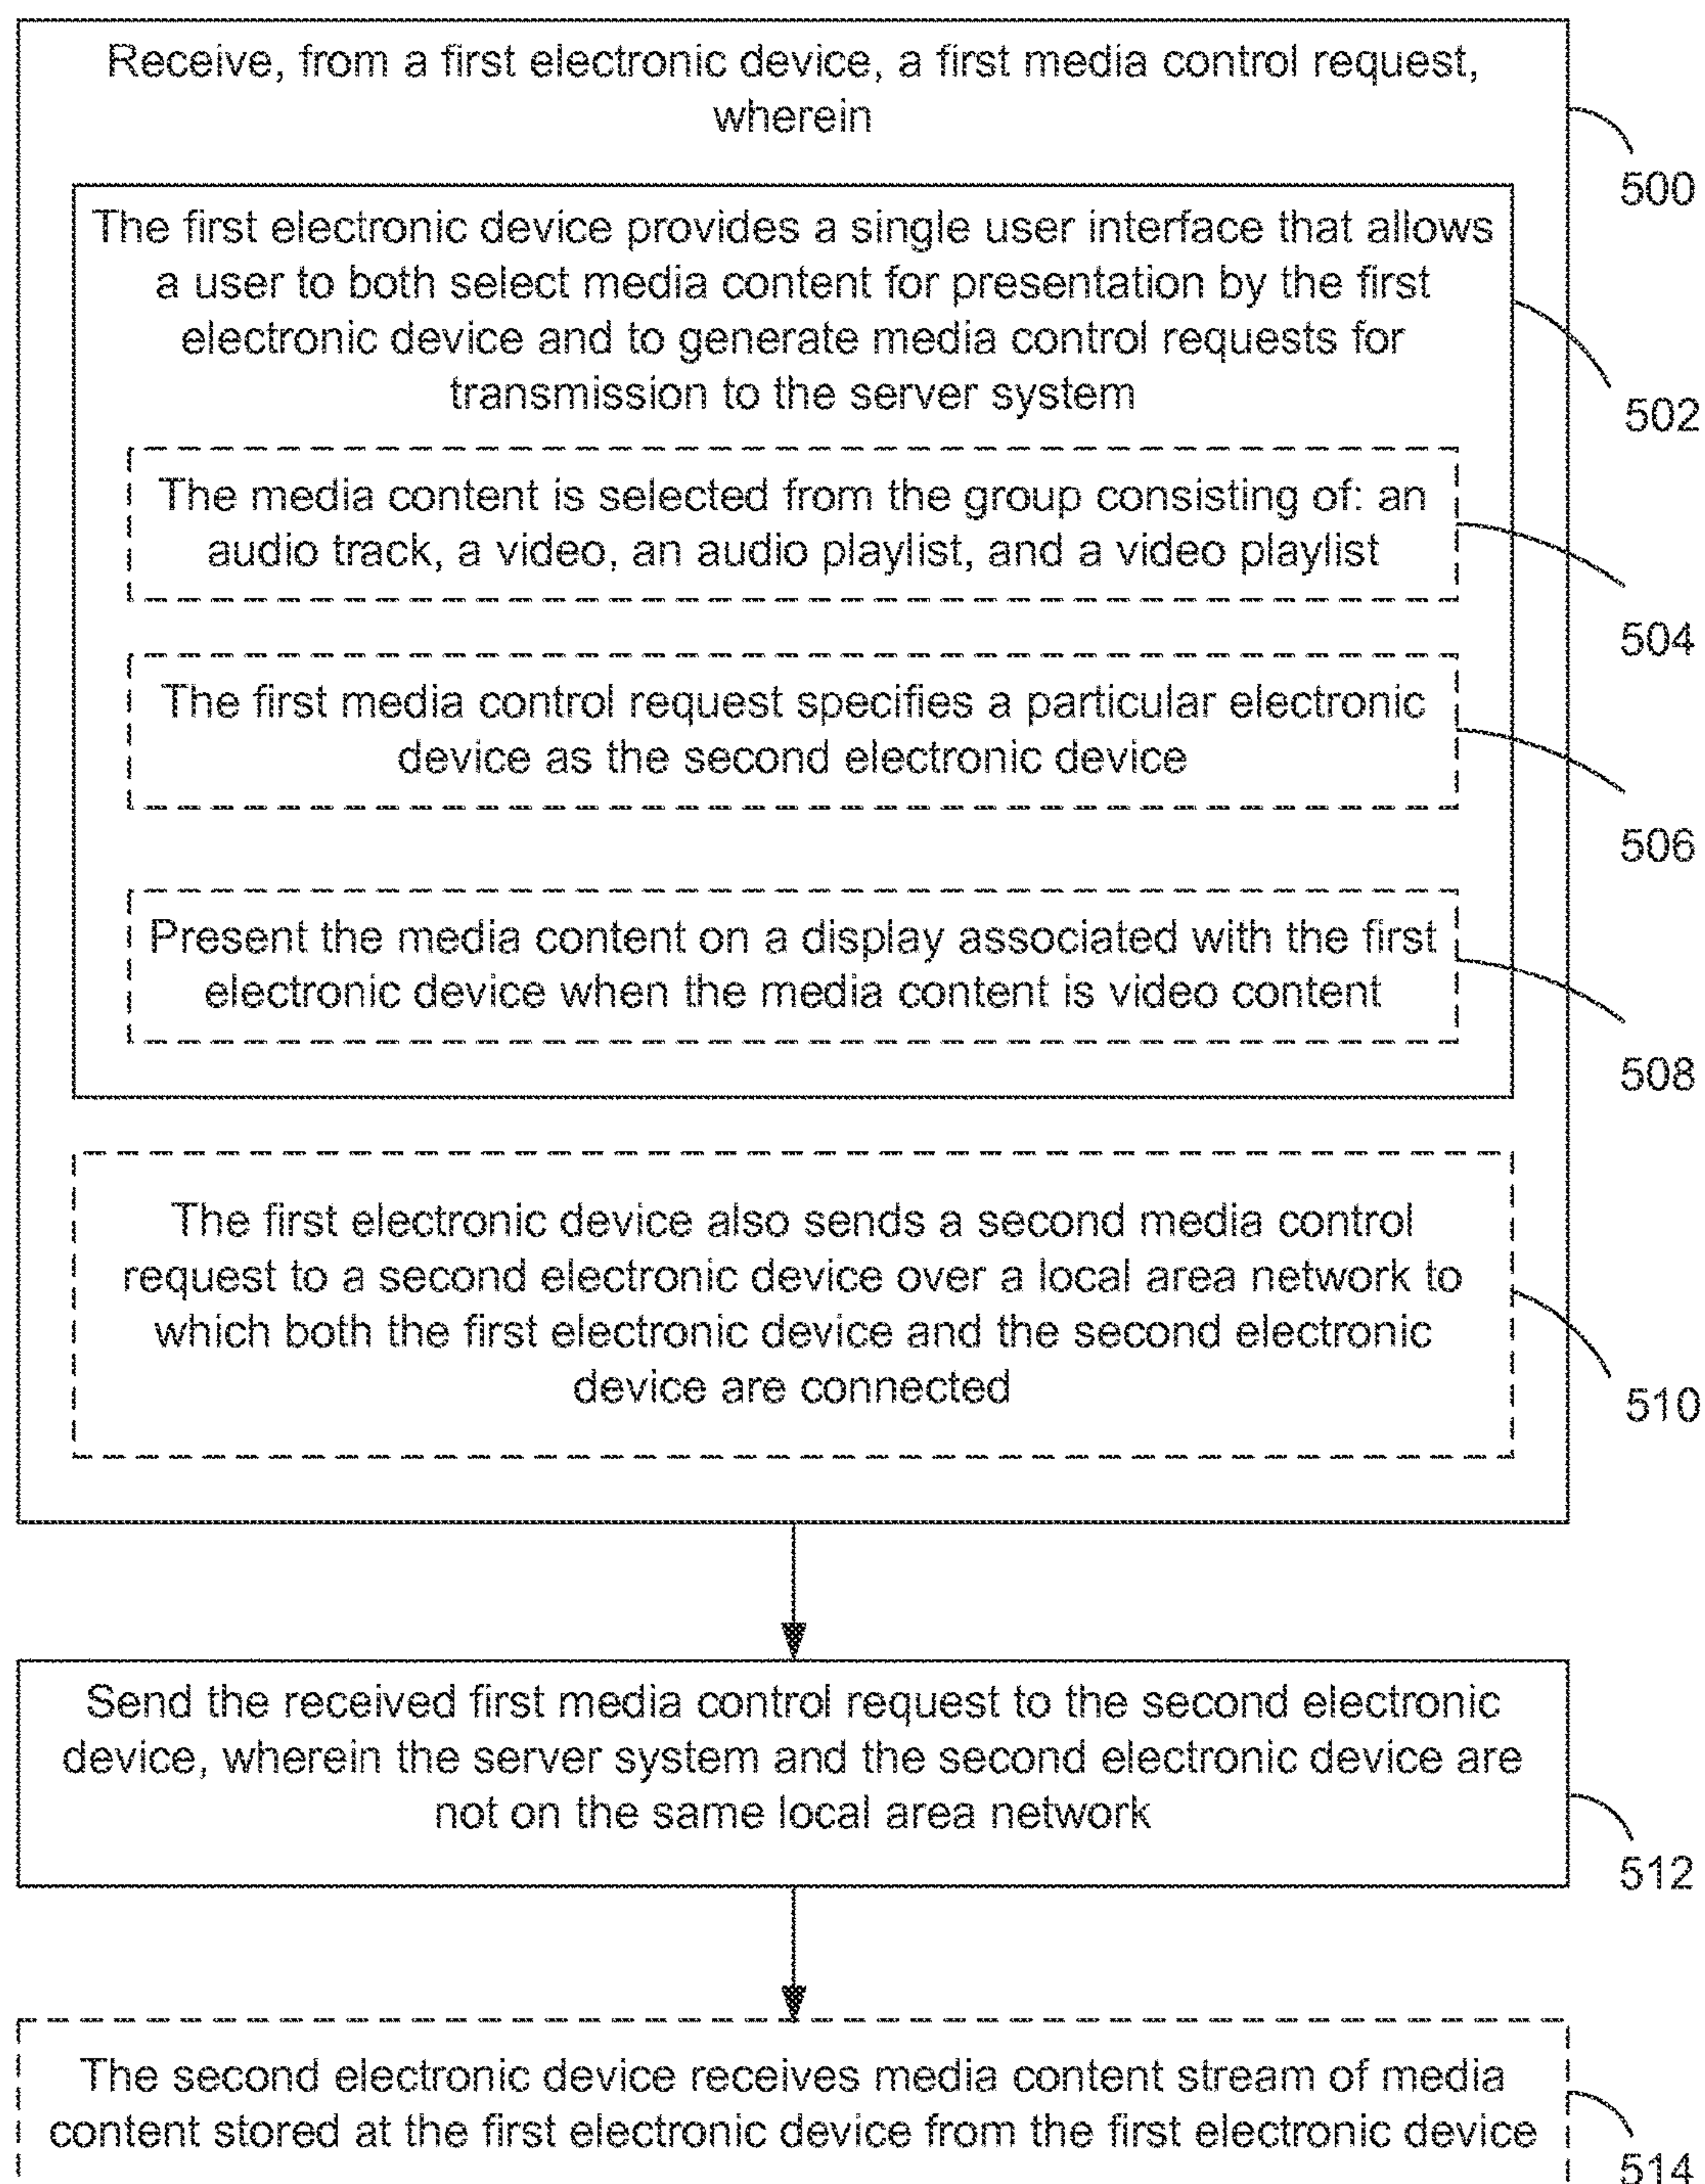 Receive, from a first electronic device, a first media control request,
wherein
500
The first electronic device provides a single user interface that allows
a user to both select media content for presentation by the first
electronic device and to generate media control requests for
transmission to the server system
502
The media content is selected from the group consisting of: an
audio track, a video, an audio playlist, and a video playlist
504
The first media control request specifies a particular electronic
device as the second electronic device
506
Present the media content on a display associated with the first
electronic device when the media content is video content
508
The first electronic device also sends a second media control
request to a second electronic device over a local area network to
which both the first electronic device and the second electronic
device are connected
510
Send the received first media control request to the second electronic
device, wherein the server system and the second electronic device are
not on the same local area network
512
The second electronic device receives media content stream of media
content stored at the first electronic device from the first electronic device
514